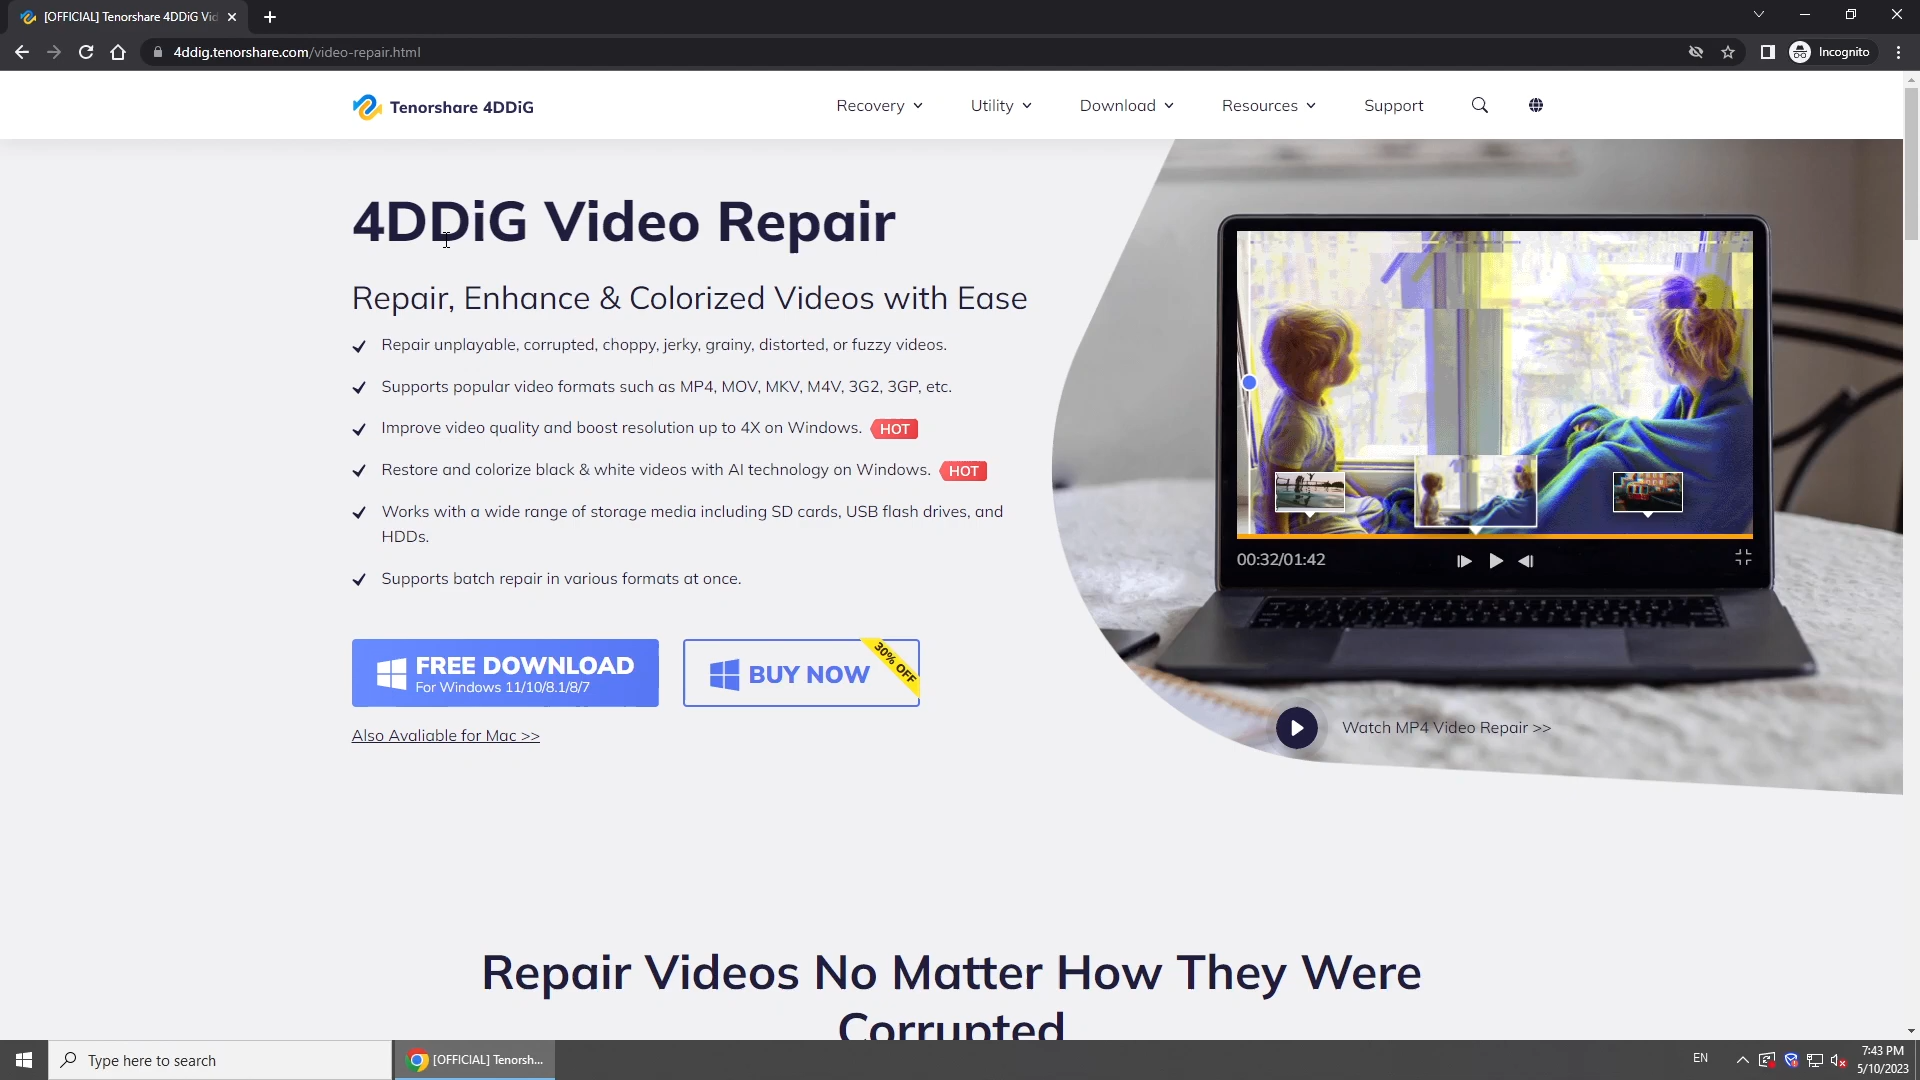 [OFFICIAL] Tenorshare 4DDiG Vid
4ddig.tenorshare.com/video-repair.html
Incognito
Tenorshare 4DDiG
Recovery
Utility
Download
Resources
Support
4DDiG Video Repair
Repair, Enhance & Colorized Videos with Ease
Repair unplayable, corrupted, choppy, jerky, grainy, distorted, or fuzzy videos.
Supports popular video formats such as MP4, MOV, MKV, M4V, 3G2, 3GP, etc.
Improve video quality and boost resolution up to 4X on Windows. HOT
Restore and colorize black & white videos with AI technology on Windows. HOT
Works with a wide range of storage media including SD cards, USB flash drives, and
HDDs.
Supports batch repair in various formats at once.
00:32/01:42
FREE DOWNLOAD
For Windows 11/10/8.1/8/7
BUY NOW
30% OFF
Also Avaliable for Mac >>
Watch MP4 Video Repair >>
Repair Videos No Matter How They Were
Corrupted
Type here to search
[OFFICIAL] Tenorsh...
EN
7:43 PM
5/10/2023